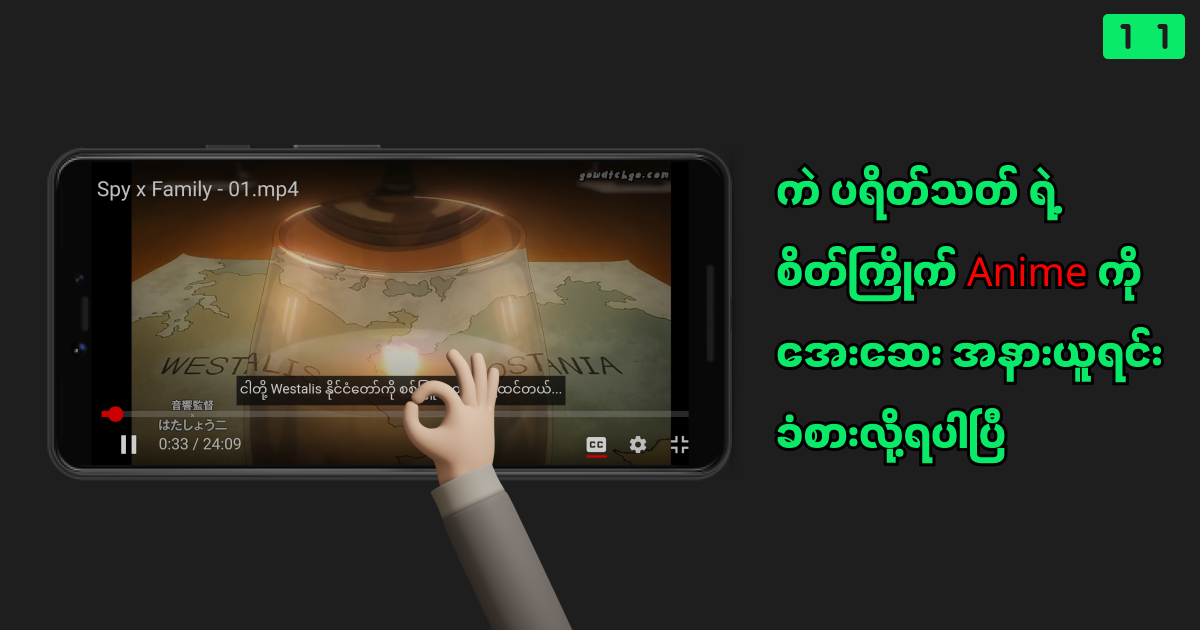 11
Spy x Family - 01.mp4
gowatchgo.com
WESTALIS OSTANIA
ငါတို့ Westalis နိုင်ငံတော်ကို
音響監督
はたしょう二
0:33 / 24:09
CC
ကဲ ပရိတ်သတ် ရဲ့
စိတ်ကြိုက် Anime ကို
အေးဆေး အနားယူရင်း
ခံစားလို့ရပါပြီ